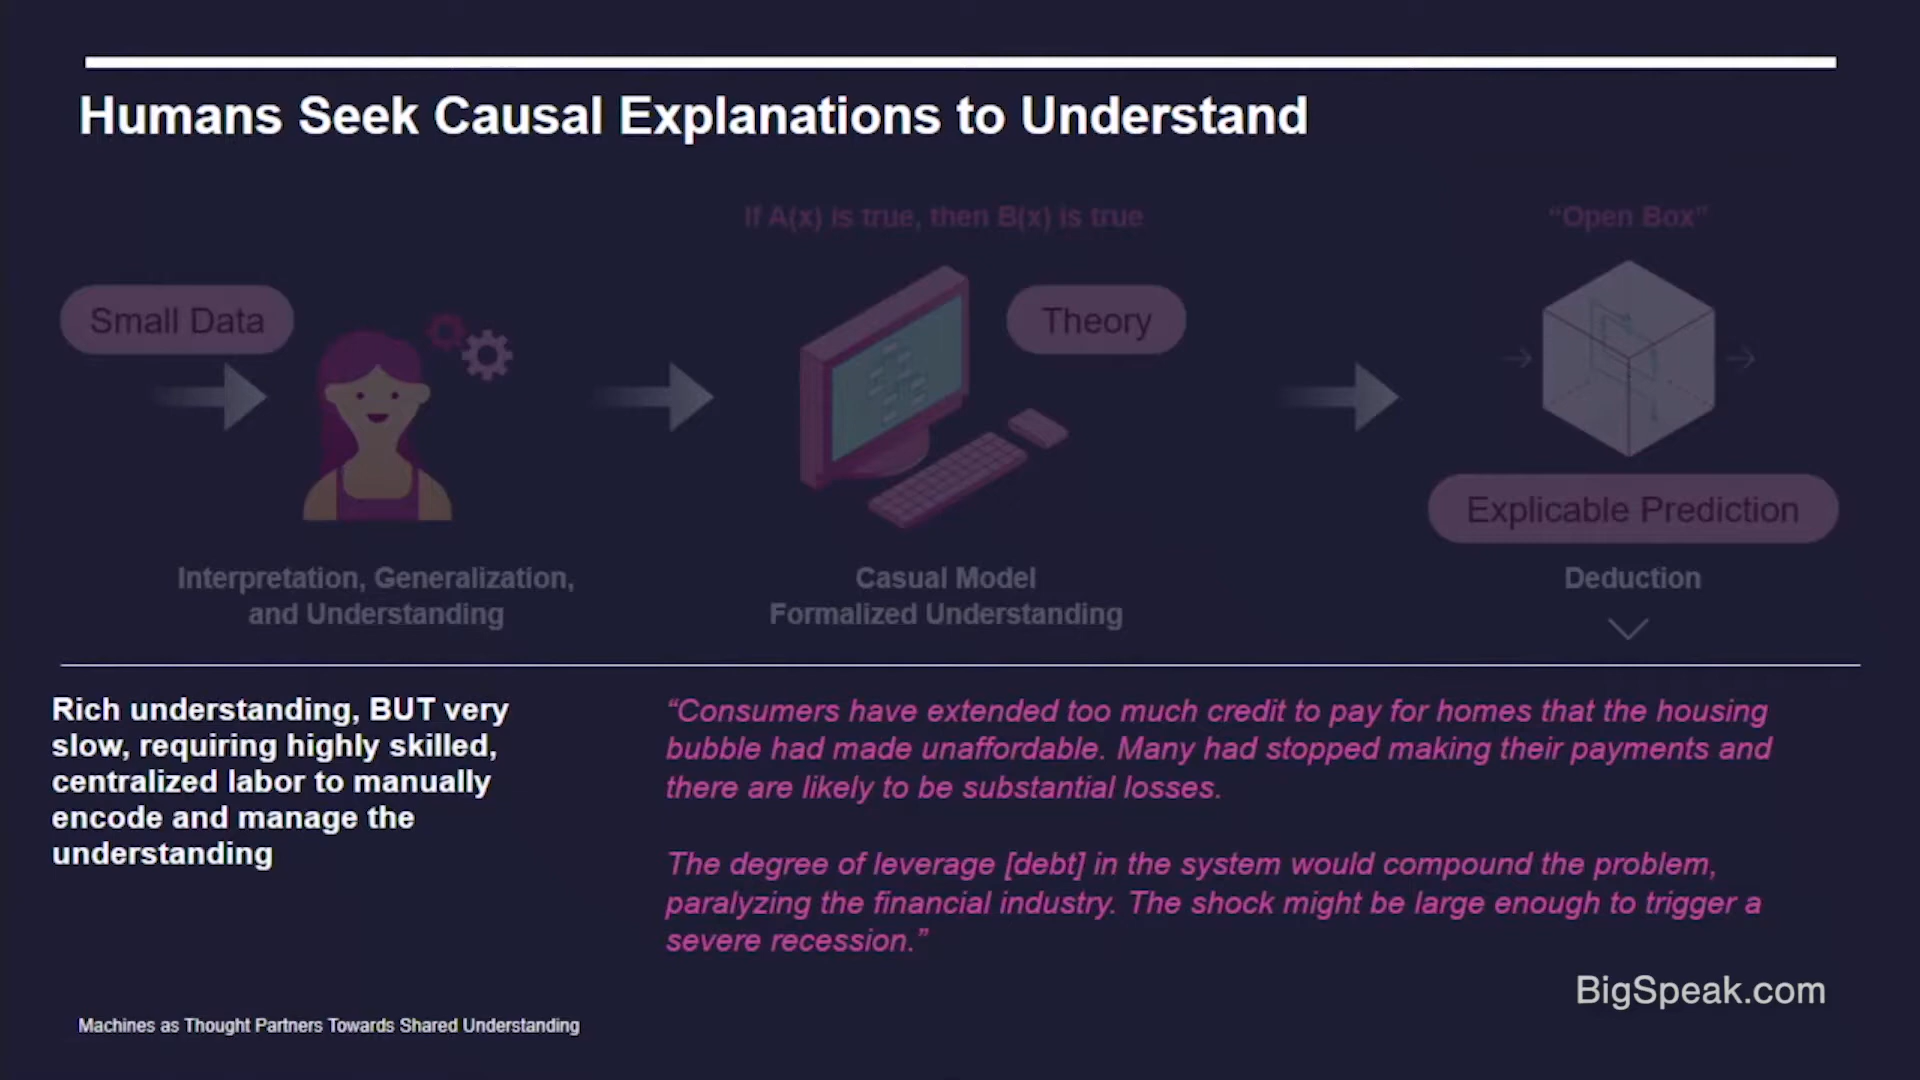 Humans Seek Causal Explanations to Understand
If A(x) is true, then B(x) is true
“Open Box”
Small Data
Theory
Explicable Prediction
Interpretation, Generalization,
and Understanding
Casual Model
Formalized Understanding
Deduction
Rich understanding, BUT very
slow, requiring highly skilled,
centralized labor to manually
encode and manage the
understanding
“Consumers have extended too much credit to pay for homes that the housing
bubble had made unaffordable. Many had stopped making their payments and
there are likely to be substantial losses.
The degree of leverage [debt] in the system would compound the problem,
paralyzing the financial industry. The shock might be large enough to trigger a
severe recession.”
BigSpeak.com
Machines as Thought Partners Towards Shared Understanding